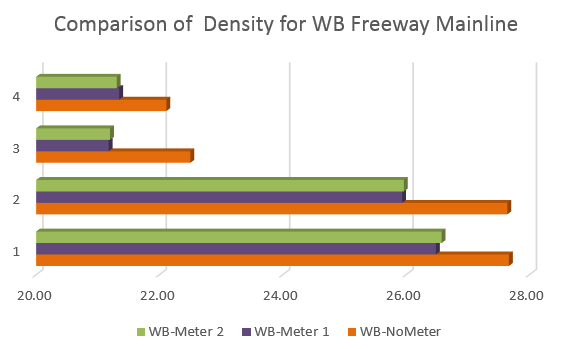 Comparison of  Density for WB Freeway Mainline
4
3
2
1
20.00 22.00 24.00 26.00 28.00
WB-Meter 2 WB-Meter 1 WB-NoMeter